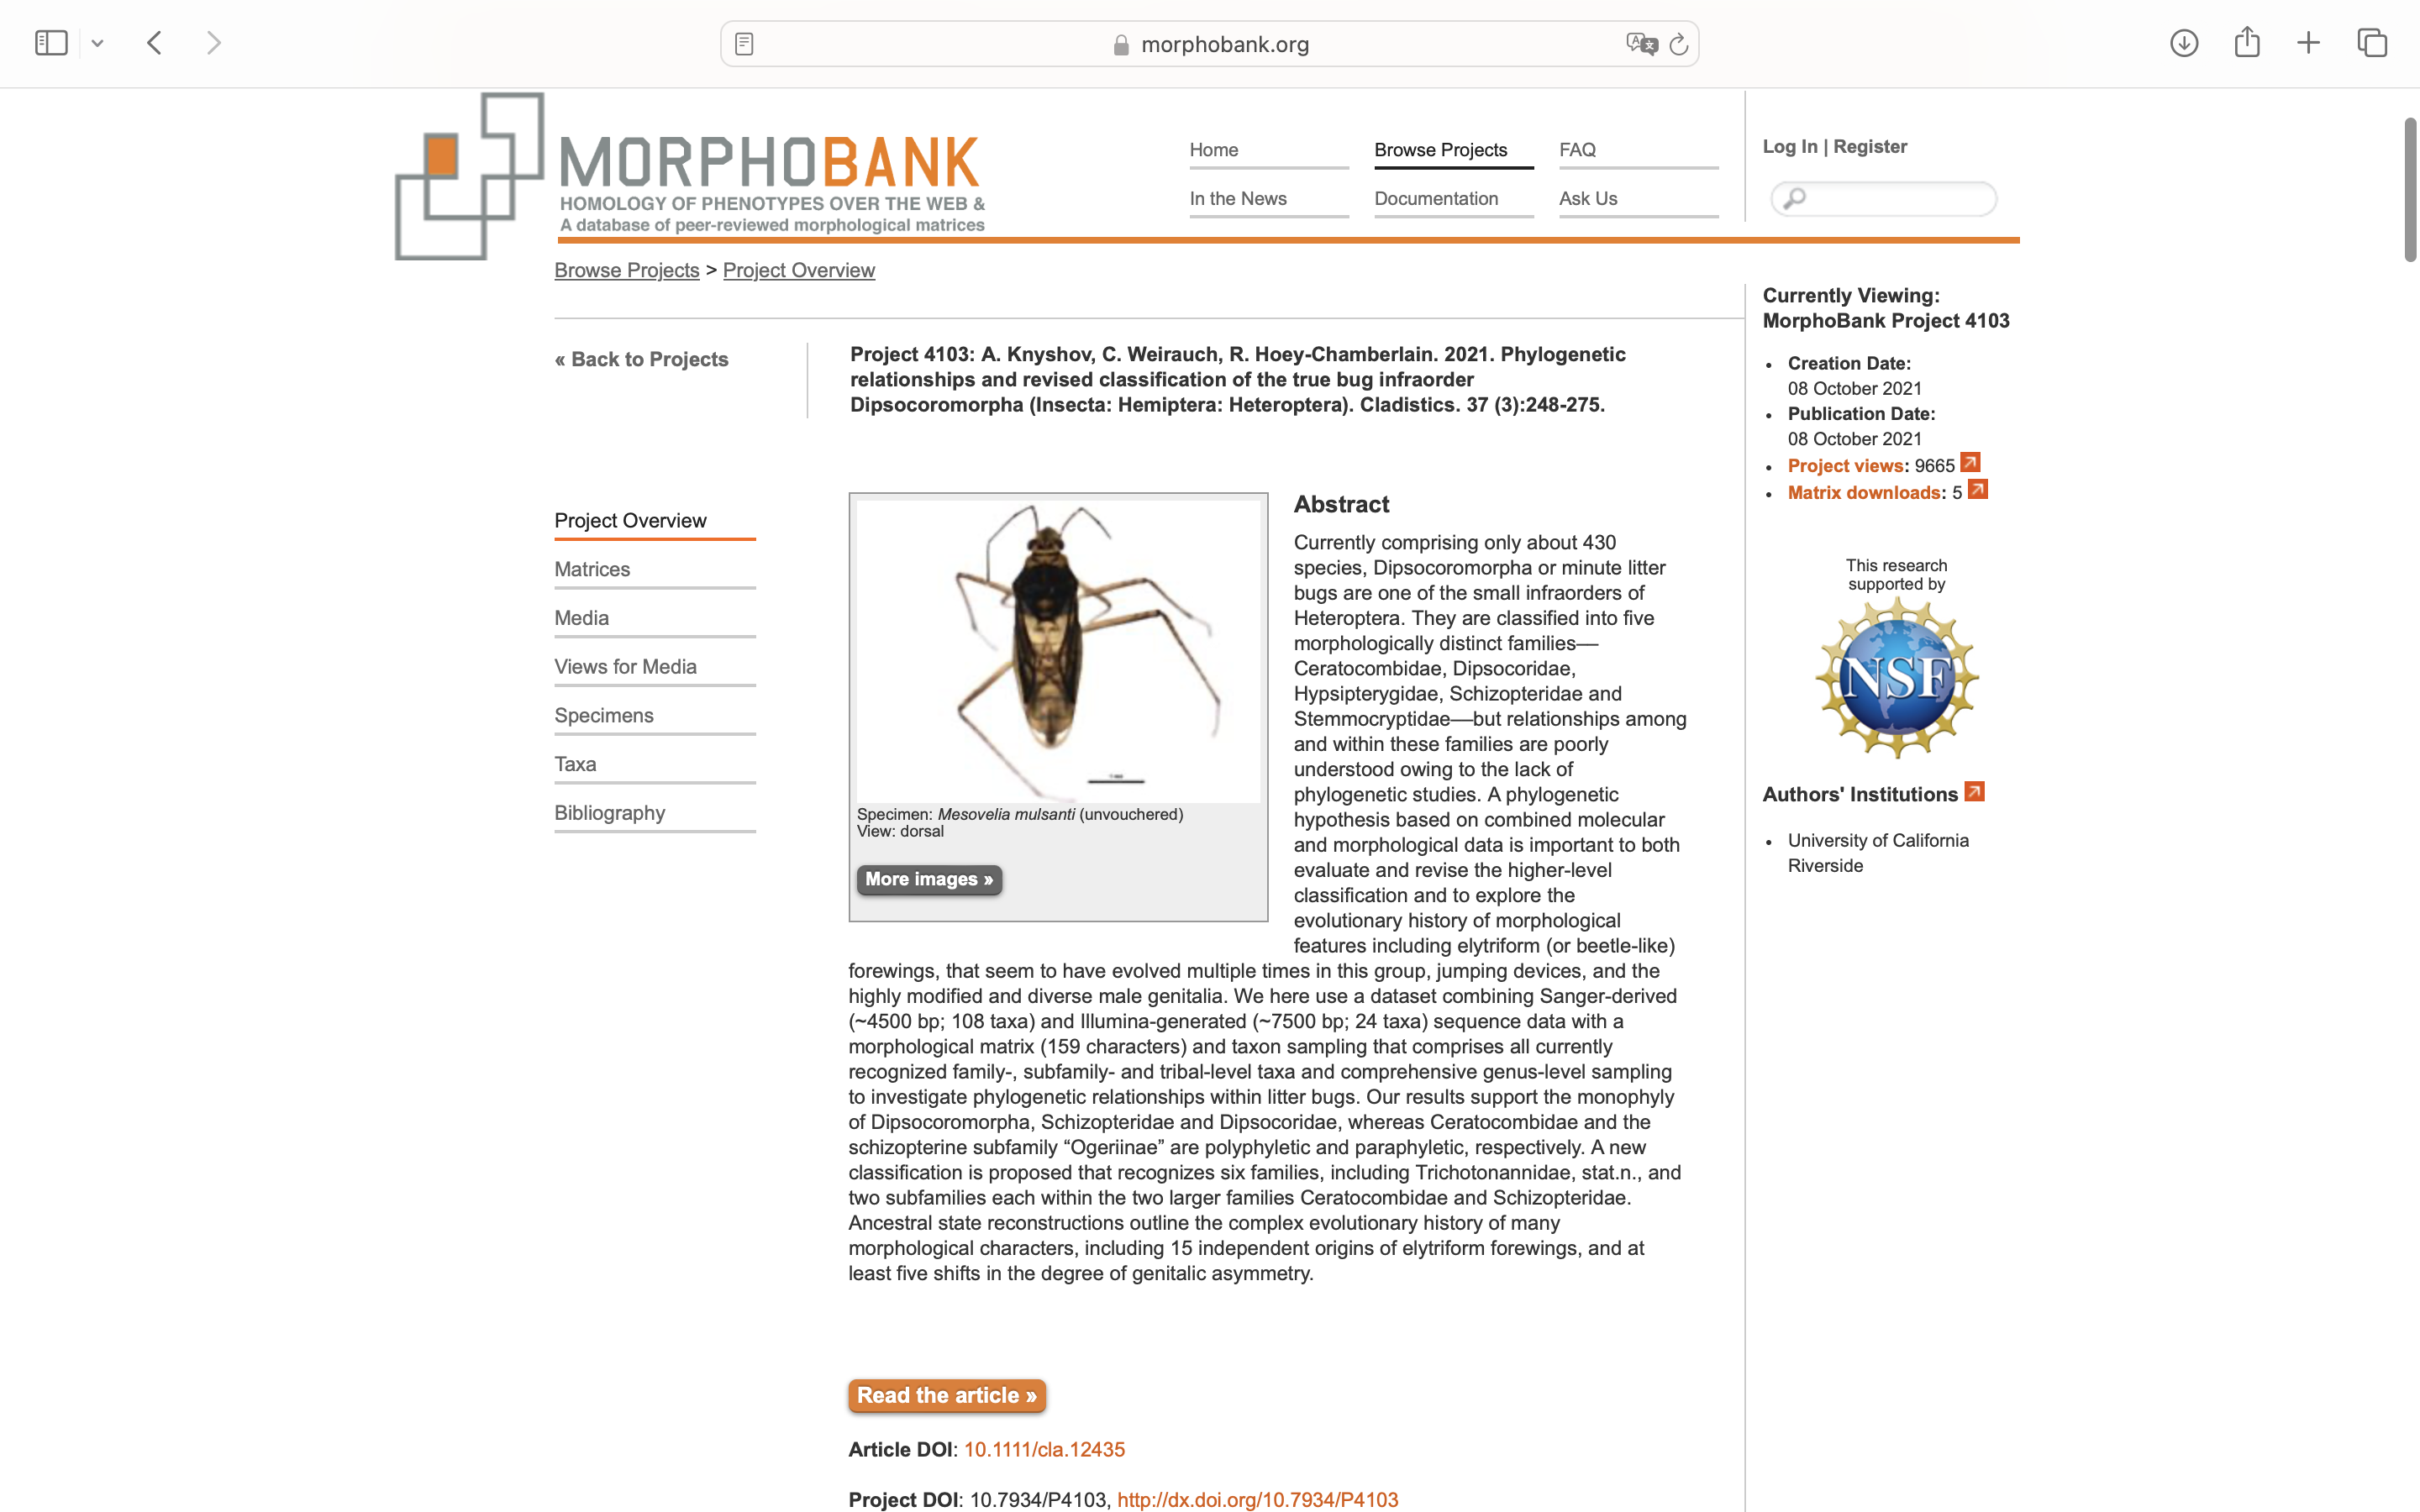 morphobank.org
MORPHOBANK
HOMOLOGY OF PHENOTYPES OVER THE WEB &
A database of peer-reviewed morphological matrices
Home
Browse Projects
FAQ
In the News
Documentation
Ask Us
Log In | Register
Browse Projects > Project Overview
« Back to Projects
Project 4103: A. Knyshov, C. Weirauch, R. Hoey-Chamberlain. 2021. Phylogenetic
relationships and revised classification of the true bug infraorder
Dipsocoromorpha (Insecta: Hemiptera: Heteroptera). Cladistics. 37 (3):248-275.
Project Overview
Matrices
Media
Views for Media
Specimens
Taxa
Bibliography
Specimen: Mesovelia mulsanti (unvouchered)
View: dorsal
More images »
Abstract
Currently comprising only about 430
species, Dipsocoromorpha or minute litter
bugs are one of the small infraorders of
Heteroptera. They are classified into five
morphologically distinct families—
Ceratocombidae, Dipsocoridae,
Hypsipterygidae, Schizopteridae and
Stemmocryptidae—but relationships among
and within these families are poorly
understood owing to the lack of
phylogenetic studies. A phylogenetic
hypothesis based on combined molecular
and morphological data is important to both
evaluate and revise the higher-level
classification and to explore the
evolutionary history of morphological
features including elytriform (or beetle-like)
forewings, that seem to have evolved multiple times in this group, jumping devices, and the
highly modified and diverse male genitalia. We here use a dataset combining Sanger-derived
(~4500 bp; 108 taxa) and Illumina-generated (~7500 bp; 24 taxa) sequence data with a
morphological matrix (159 characters) and taxon sampling that comprises all currently
recognized family-, subfamily- and tribal-level taxa and comprehensive genus-level sampling
to investigate phylogenetic relationships within litter bugs. Our results support the monophyly
of Dipsocoromorpha, Schizopteridae and Dipsocoridae, whereas Ceratocombidae and the
schizopterine subfamily “Ogeriinae” are polyphyletic and paraphyletic, respectively. A new
classification is proposed that recognizes six families, including Trichotonannidae, stat.n., and
two subfamilies each within the two larger families Ceratocombidae and Schizopteridae.
Ancestral state reconstructions outline the complex evolutionary history of many
morphological characters, including 15 independent origins of elytriform forewings, and at
least five shifts in the degree of genitalic asymmetry.
Read the article »
Article DOI: 10.1111/cla.12435
Project DOI: 10.7934/P4103, http://dx.doi.org/10.7934/P4103
Currently Viewing:
MorphoBank Project 4103
• Creation Date:
08 October 2021
• Publication Date:
08 October 2021
• Project views: 9665
• Matrix downloads: 5
This research
supported by
NSF
Authors' Institutions
• University of California
Riverside